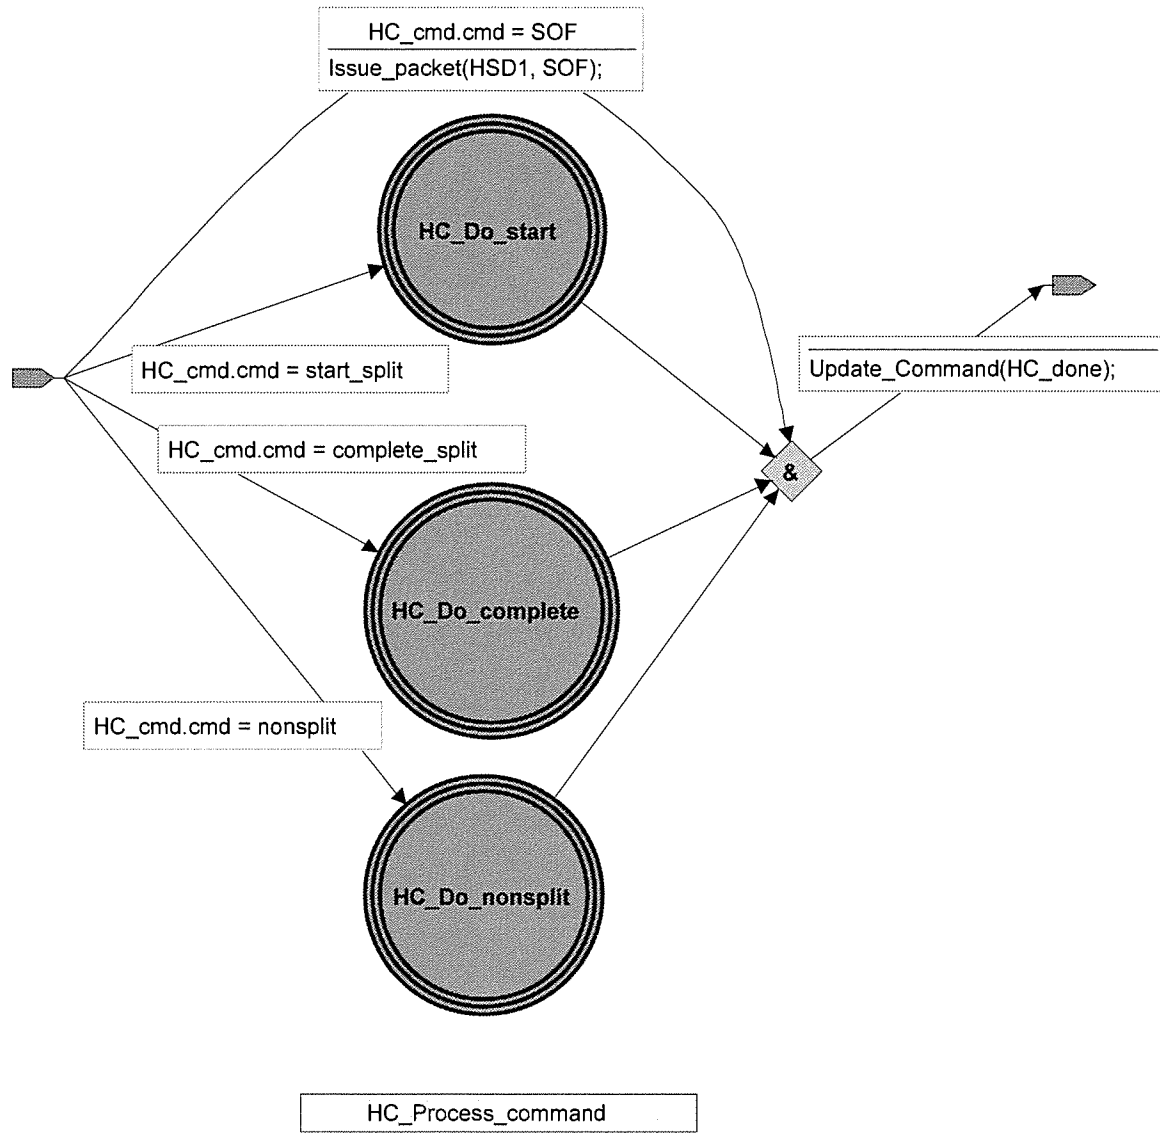 HC_cmd.cmd = SOF
Issue_packet(HSD1, SOF);
HC_Do_start
HC_cmd.cmd = start_split
Update_Command(HC_done);
HC_cmd.cmd = complete_split
&
HC_Do_complete
HC_cmd.cmd = nonsplit
HC_Do_nonsplit
HC_Process_command